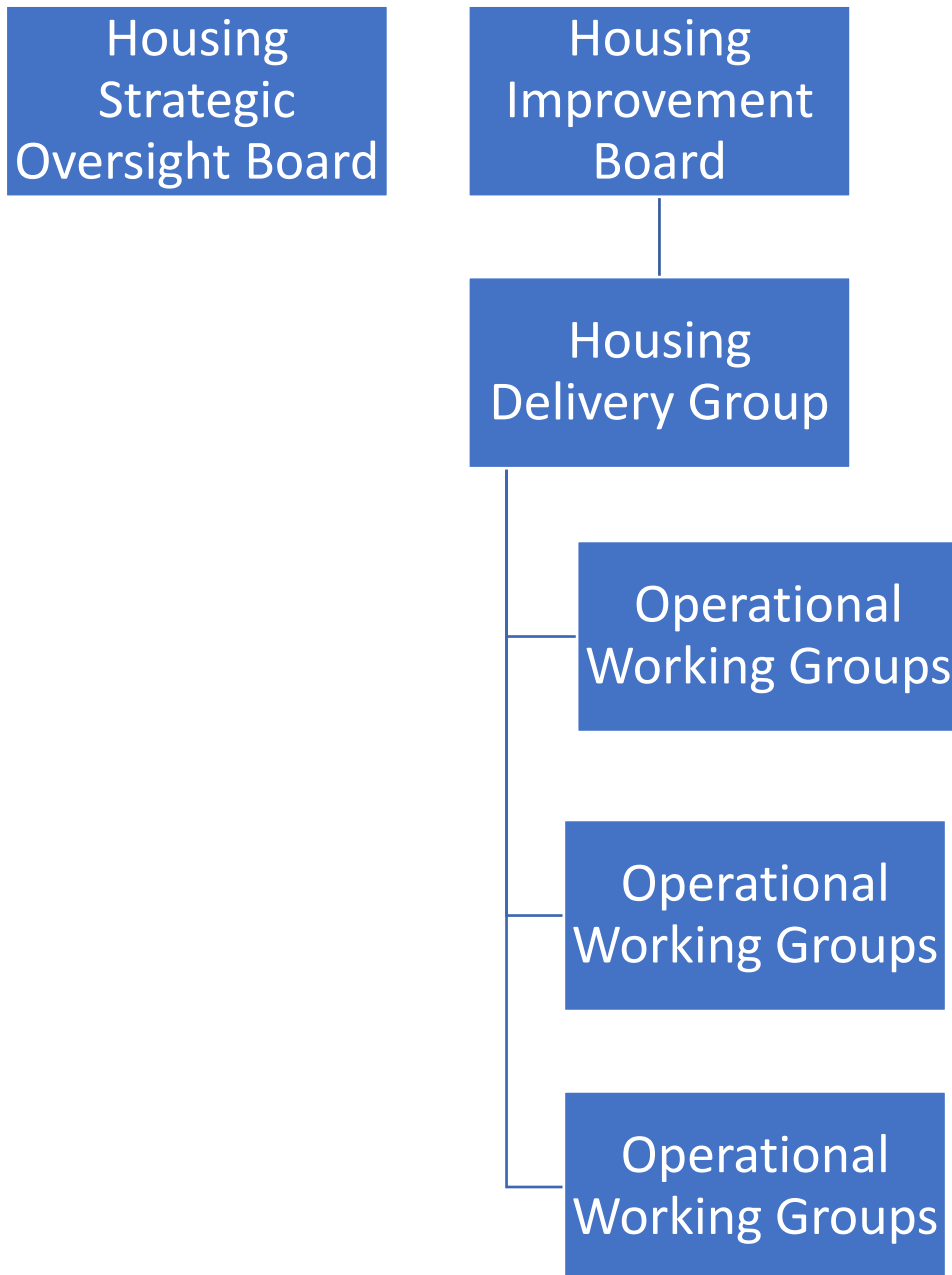 Housing
Strategic
Oversight Board
Housing
Improvement
Board
Housing
Delivery Group
Operational
Working Groups
Operational
Working Groups
Operational
Working Groups